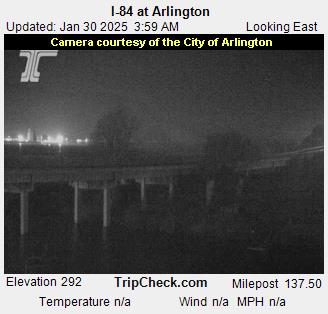 I-84 at Arlington
Updated: Jan 30 2025 3:59 AM Looking East
Camera courtesy of the City of Arlington
Elevation 292 TripCheck.com Milepost 137.50
Temperature n/a Wind n/a MPH n/a